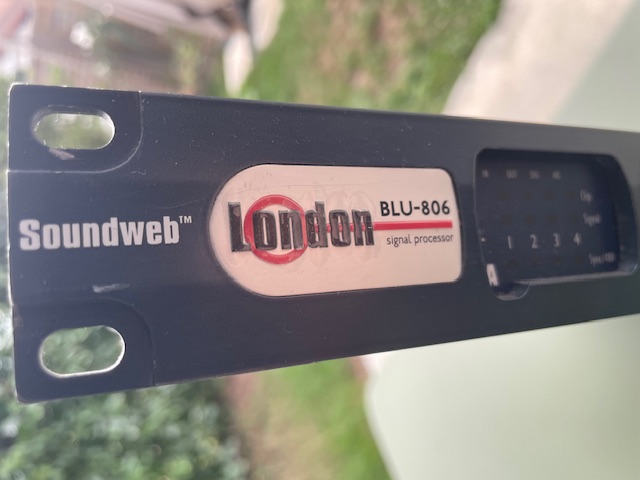 Soundweb™
London
BLU-806
signal processor
Clip
Signal
1 2 3 4
A